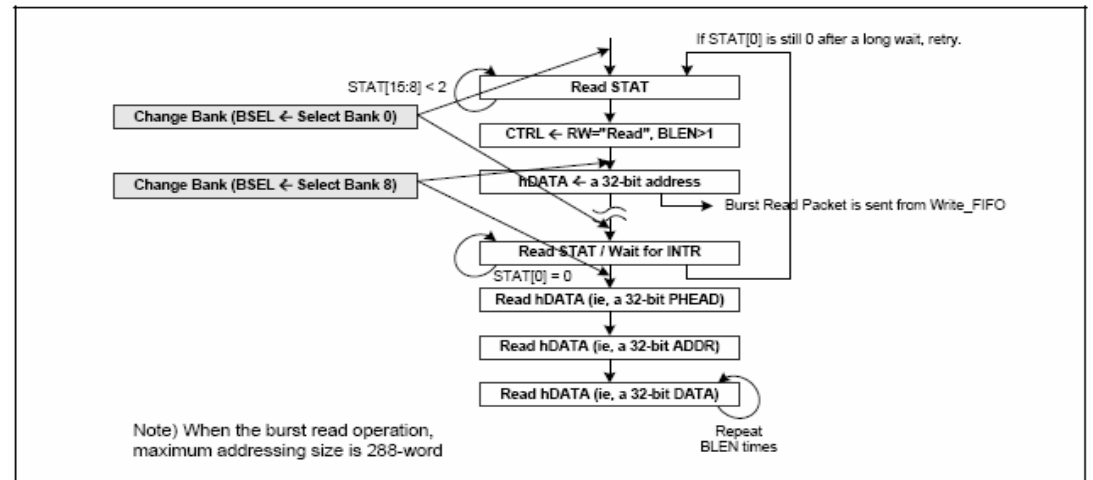 If STAT[0] is still 0 after a long wait, retry.
STAT[15:8] < 2
Read STAT
Change Bank (BSEL ← Select Bank 0)
CTRL ← RW="Read", BLEN>1
Change Bank (BSEL ← Select Bank 8)
hDATA ← a 32-bit address
Burst Read Packet is sent from Write_FIFO
Read STAT / Wait for INTR
STAT[0] = 0
Read hDATA (ie, a 32-bit PHEAD)
Read hDATA (ie, a 32-bit ADDR)
Read hDATA (ie, a 32-bit DATA)
Repeat
BLEN times
Note) When the burst read operation,
maximum addressing size is 288-word